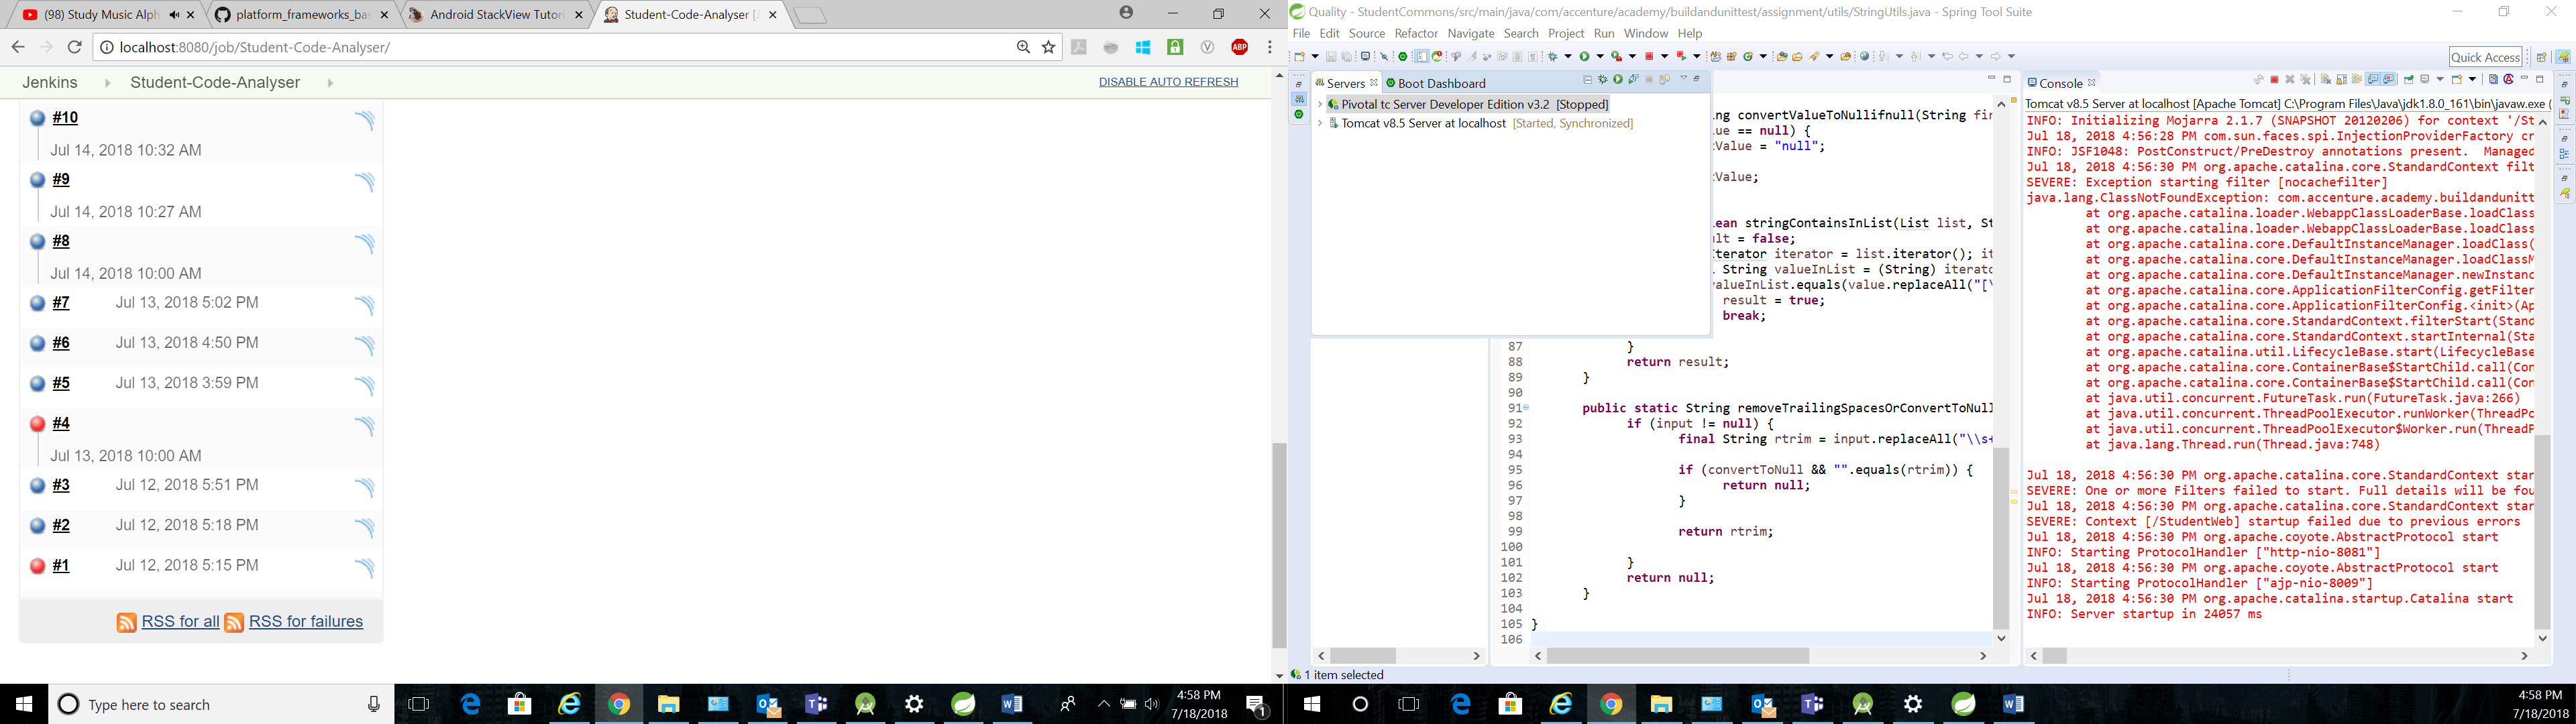 (98) Study Music Alph
platform_frameworks_bas
Android StackView Tutori
Student-Code-Analyser [J
localhost:8080/job/Student-Code-Analyser/
ABP
Jenkins
Student-Code-Analyser
DISABLE AUTO REFRESH
#10
Jul 14, 2018 10:32 AM
#9
Jul 14, 2018 10:27 AM
#8
Jul 14, 2018 10:00 AM
#7 Jul 13, 2018 5:02 PM
#6 Jul 13, 2018 4:50 PM
#5 Jul 13, 2018 3:59 PM
#4
Jul 13, 2018 10:00 AM
#3 Jul 12, 2018 5:51 PM
#2 Jul 12, 2018 5:18 PM
#1 Jul 12, 2018 5:15 PM
RSS for all RSS for failures
Type here to search
4:58 PM
7/18/2018
1
Quality - StudentCommons/src/main/java/com/accenture/academy/buildandunittest/assignment/utils/StringUtils.java - Spring Tool Suite
File Edit Source Refactor Navigate Search Project Run Window Help
Quick Access
Servers Boot Dashboard
Pivotal tc Server Developer Edition v3.2 [Stopped]
Tomcat v8.5 Server at localhost [Started, Synchronized]
ng convertValueToNullifnull(String fir
ue == null) {
Value = "null";
Value;
ean stringContainsInList(List list, St
ult = false;
Iterator iterator = list.iterator(); it
String valueInList = (String) iterato
valueInList.equals(value.replaceAll("[\
result = true;
break;
87 }
88 return result;
89 }
90
91 public static String removeTrailingSpacesOrConvertToNull
92 if (input != null) {
93 final String rtrim = input.replaceAll("\\s+
94
95 if (convertToNull && "".equals(rtrim)) {
96 return null;
97 }
98
99 return rtrim;
100
101 }
102 return null;
103 }
104
105 }
106
1 item selected
Console
Tomcat v8.5 Server at localhost [Apache Tomcat] C:\Program Files\Java\jdk1.8.0_161\bin\javaw.exe (
INFO: Initializing Mojarra 2.1.7 (SNAPSHOT 20120206) for context '/St
Jul 18, 2018 4:56:28 PM com.sun.faces.spi.InjectionProviderFactory cr
INFO: JSF1048: PostConstruct/PreDestroy annotations present.  Managed
Jul 18, 2018 4:56:30 PM org.apache.catalina.core.StandardContext filt
SEVERE: Exception starting filter [nocachefilter]
java.lang.ClassNotFoundException: com.accenture.academy.buildandunitt
at org.apache.catalina.loader.WebappClassLoaderBase.loadClass
at org.apache.catalina.loader.WebappClassLoaderBase.loadClass
at org.apache.catalina.core.DefaultInstanceManager.loadClass(
at org.apache.catalina.core.DefaultInstanceManager.loadClassM
at org.apache.catalina.core.DefaultInstanceManager.newInstanc
at org.apache.catalina.core.ApplicationFilterConfig.getFilter
at org.apache.catalina.core.ApplicationFilterConfig.<init>(Ap
at org.apache.catalina.core.StandardContext.filterStart(Stand
at org.apache.catalina.core.StandardContext.startInternal(Sta
at org.apache.catalina.util.LifecycleBase.start(LifecycleBase
at org.apache.catalina.core.ContainerBase$StartChild.call(Con
at org.apache.catalina.core.ContainerBase$StartChild.call(Con
at java.util.concurrent.FutureTask.run(FutureTask.java:266)
at java.util.concurrent.ThreadPoolExecutor.runWorker(ThreadPo
at java.util.concurrent.ThreadPoolExecutor$Worker.run(ThreadP
at java.lang.Thread.run(Thread.java:748)
Jul 18, 2018 4:56:30 PM org.apache.catalina.core.StandardContext star
SEVERE: One or more Filters failed to start. Full details will be fou
Jul 18, 2018 4:56:30 PM org.apache.catalina.core.StandardContext star
SEVERE: Context [/StudentWeb] startup failed due to previous errors
Jul 18, 2018 4:56:30 PM org.apache.coyote.AbstractProtocol start
INFO: Starting ProtocolHandler ["http-nio-8081"]
Jul 18, 2018 4:56:30 PM org.apache.coyote.AbstractProtocol start
INFO: Starting ProtocolHandler ["ajp-nio-8009"]
Jul 18, 2018 4:56:30 PM org.apache.catalina.startup.Catalina start
INFO: Server startup in 24057 ms
4:58 PM
7/18/2018